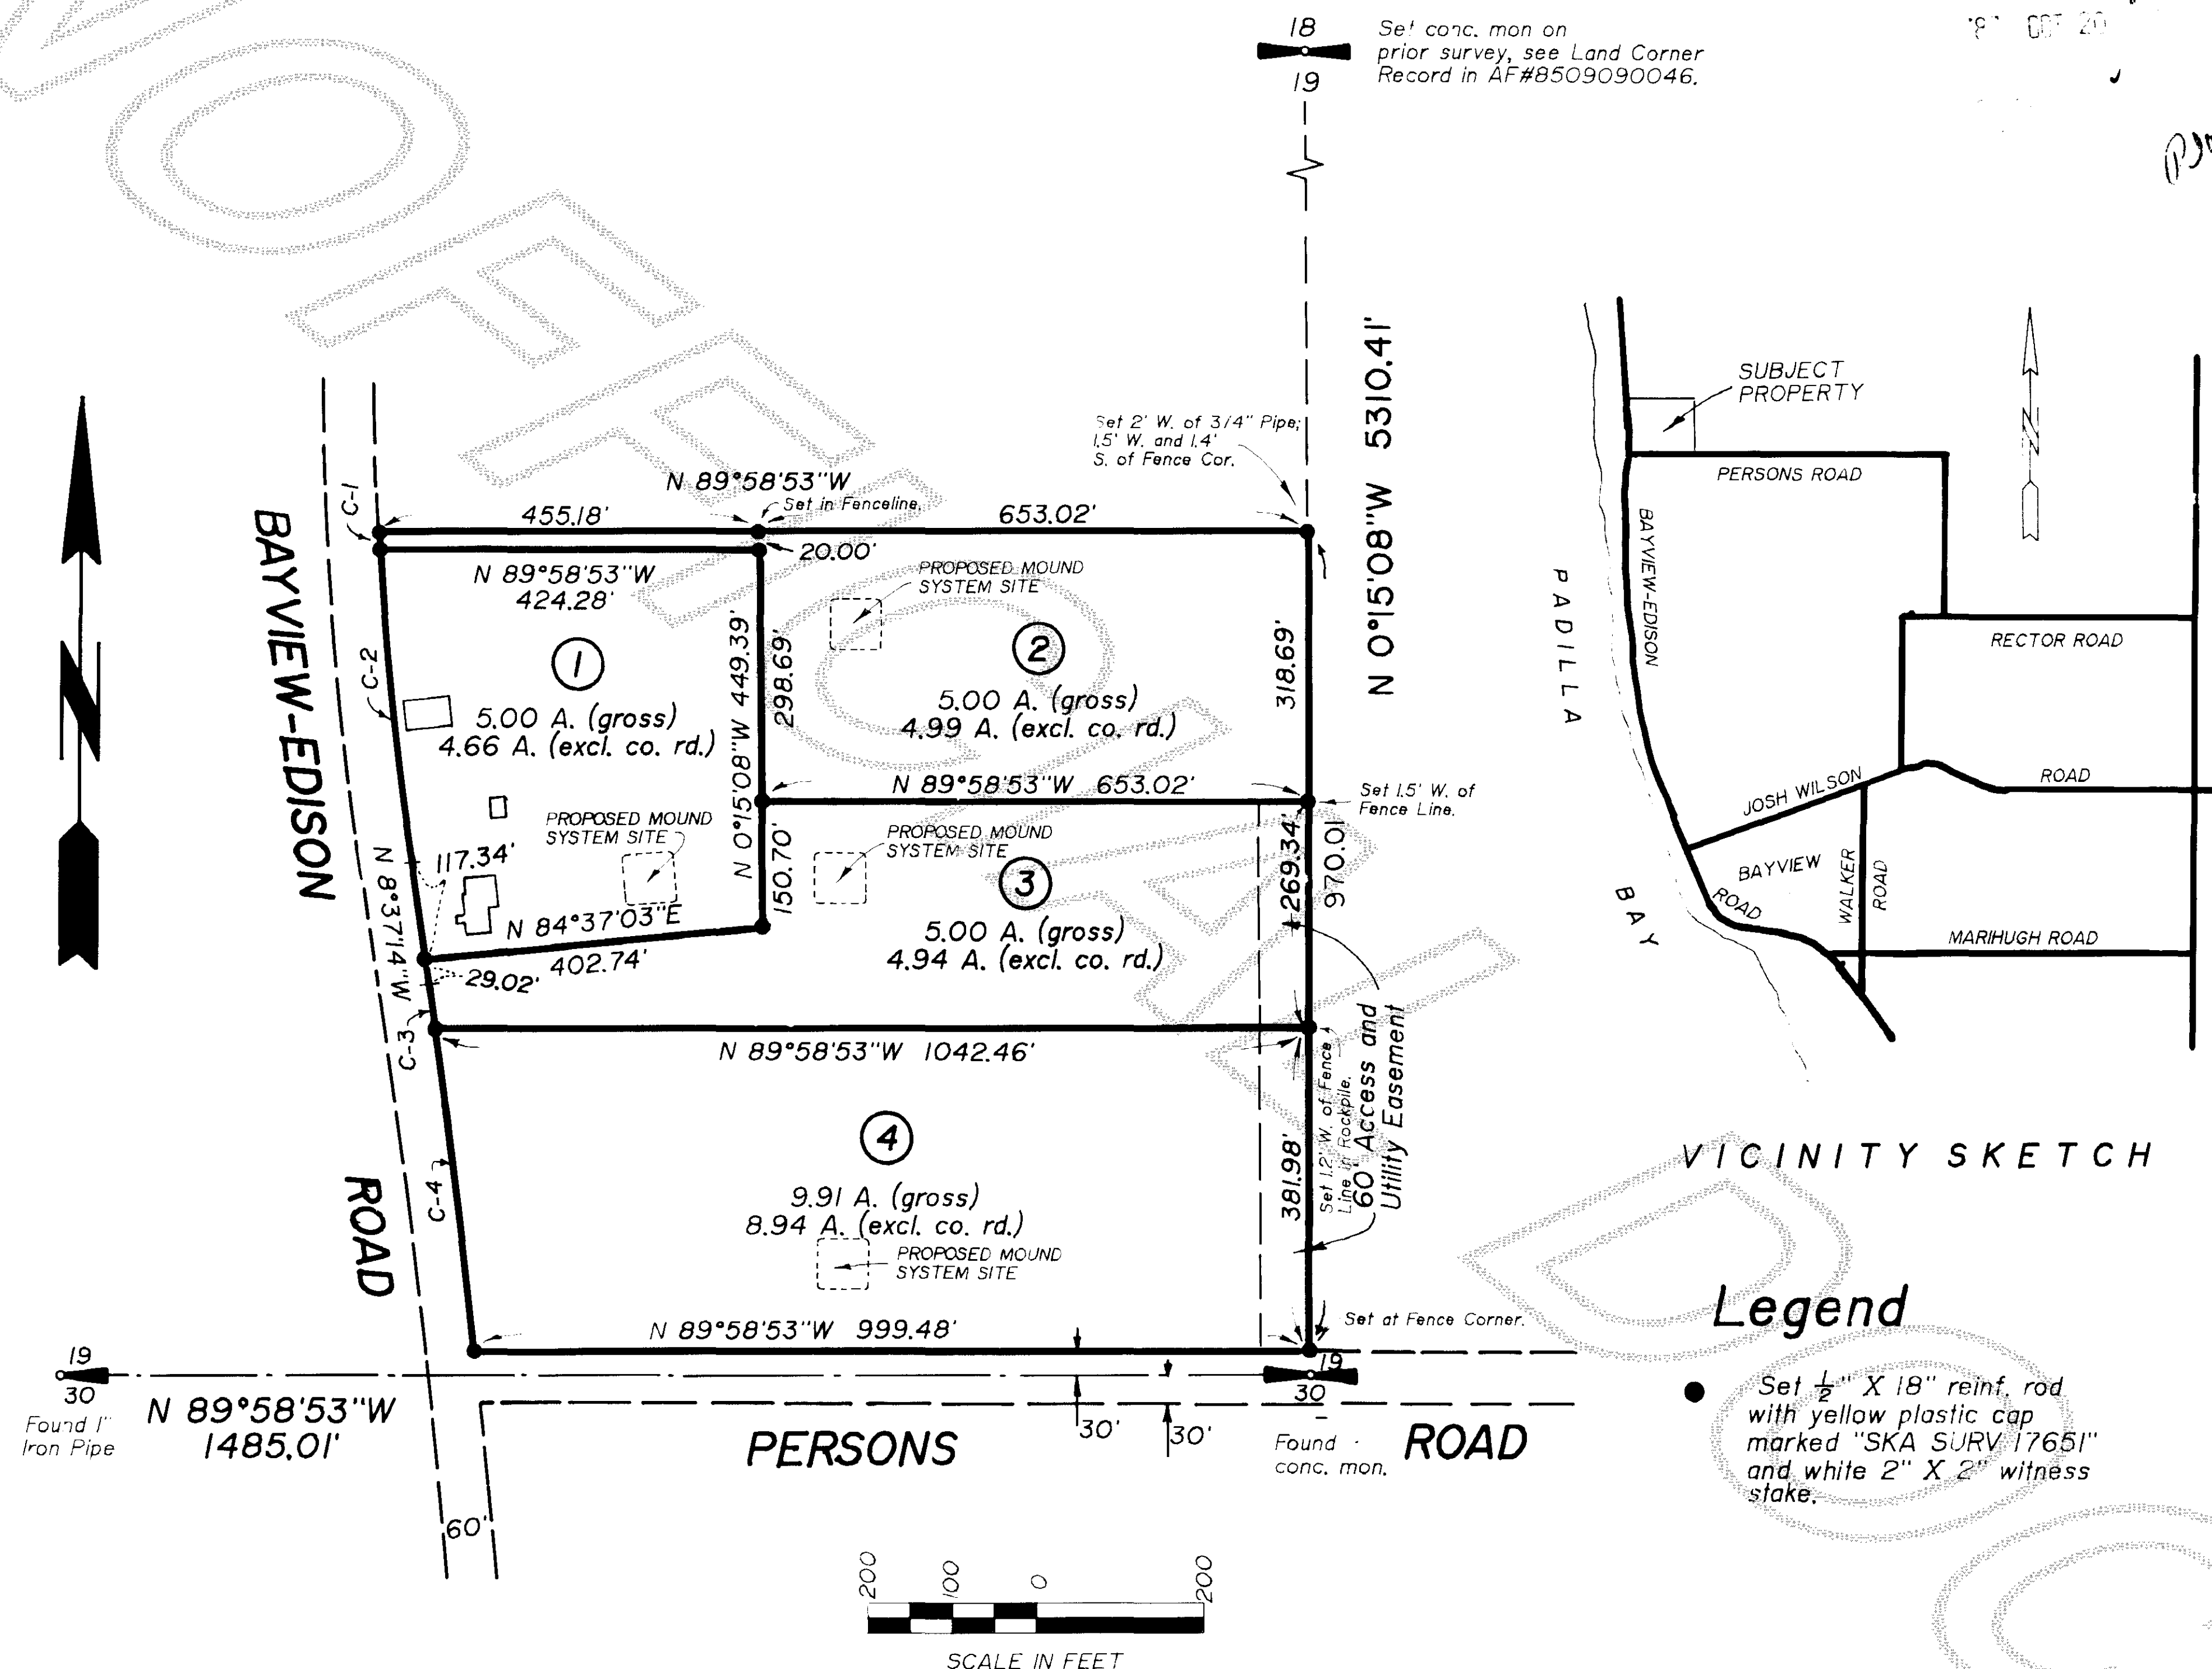 18
19
Set conc. mon on
prior survey, see Land Corner
Record in AF#8509090046.
OCT 20
SUBJECT
PROPERTY
PERSONS ROAD
BAYVIEW-EDISON
RECTOR ROAD
PADILLA
BAY
JOSH WILSON
ROAD
BAYVIEW
ROAD
WALKER
ROAD
MARIHUGH ROAD
N
VICINITY SKETCH
N
N 0°15'08"W 5310.41'
Set 2' W. of 3/4" Pipe;
1.5' W. and 1.4'
S. of Fence Cor.
N 89°58'53"W
Set in Fenceline.
455.18'
653.02'
C-1
20.00'
N 89°58'53"W
424.28'
PROPOSED MOUND
SYSTEM SITE
BAYVIEW-EDISON
C-2
1
5.00 A. (gross)
4.66 A. (excl. co. rd.)
N 0°15'08"W 449.39'
298.69'
2
5.00 A. (gross)
4.99 A. (excl. co. rd.)
318.69'
N 89°58'53"W 653.02'
Set 1.5' W. of
Fence Line.
PROPOSED MOUND
SYSTEM SITE
150.70'
PROPOSED MOUND
SYSTEM SITE
3
5.00 A. (gross)
4.94 A. (excl. co. rd.)
269.34'
970.01
117.34'
N 8°37'14"W
N 84°37'03"E
402.74'
29.02'
C-3
N 89°58'53"W 1042.46'
Set 1.2' W. of Fence
Line in Rockpile.
60' Access and
Utility Easement
4
9.91 A. (gross)
8.94 A. (excl. co. rd.)
381.98'
C-4
ROAD
PROPOSED MOUND
SYSTEM SITE
N 89°58'53"W 999.48'
Set at Fence Corner.
19
30
Found 1"
Iron Pipe
N 89°58'53"W
1485.01'
19
30
30'
30'
Found
conc. mon.
PERSONS ROAD
60'
Legend
Set 1/2" X 18" reinf. rod
with yellow plastic cap
marked "SKA SURV 17651"
and white 2" X 2" witness
stake.
200 100 0 200
SCALE IN FEET
UNOFFICIAL DOC